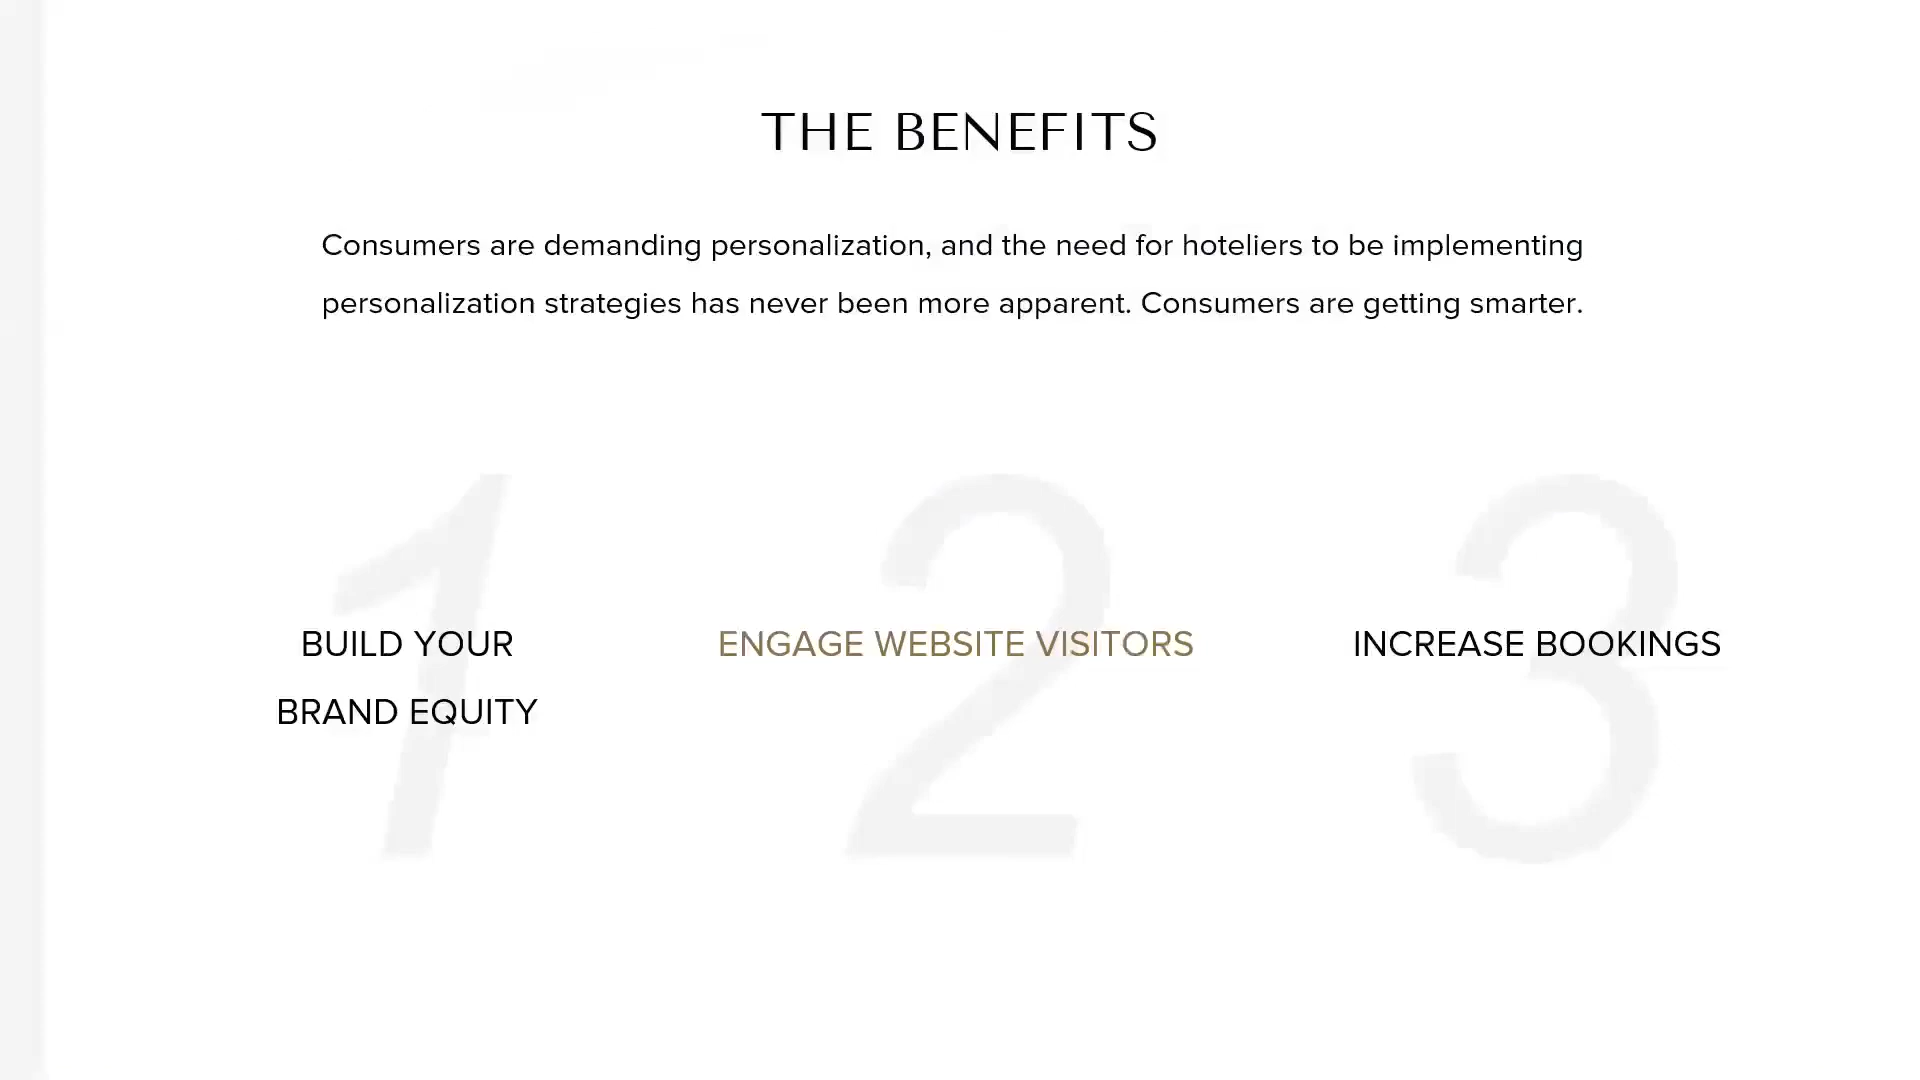 THE BENEFITS
Consumers are demanding personalization, and the need for hoteliers to be implementing
personalization strategies has never been more apparent. Consumers are getting smarter.
1
BUILD YOUR
BRAND EQUITY
2
ENGAGE WEBSITE VISITORS
3
INCREASE BOOKINGS